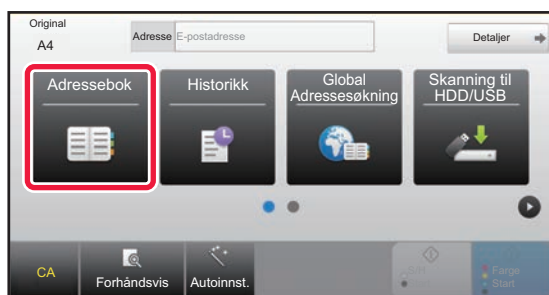 Original
A4
Adresse E-postadresse
Detaljer
Adressebok
Historikk
Global
Adressesøkning
Skanning til
HDD/USB
CA
Forhåndsvis
Autoinnst.
Farge
Start